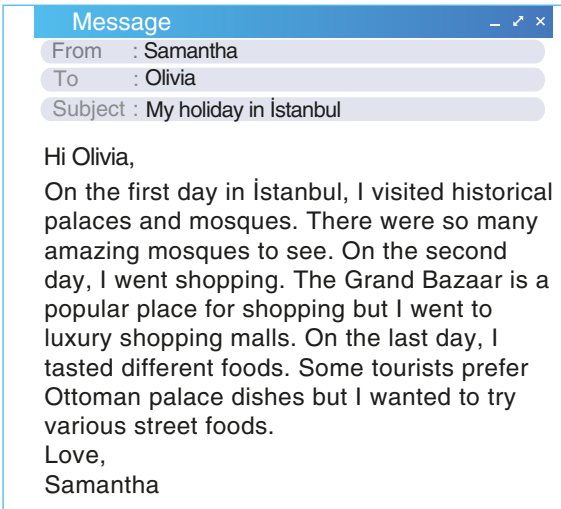 Message
From : Samantha
To : Olivia
Subject : My holiday in İstanbul
Hi Olivia,
On the first day in İstanbul, I visited historical
palaces and mosques. There were so many
amazing mosques to see. On the second
day, I went shopping. The Grand Bazaar is a
popular place for shopping but I went to
luxury shopping malls. On the last day, I
tasted different foods. Some tourists prefer
Ottoman palace dishes but I wanted to try
various street foods.
Love,
Samantha